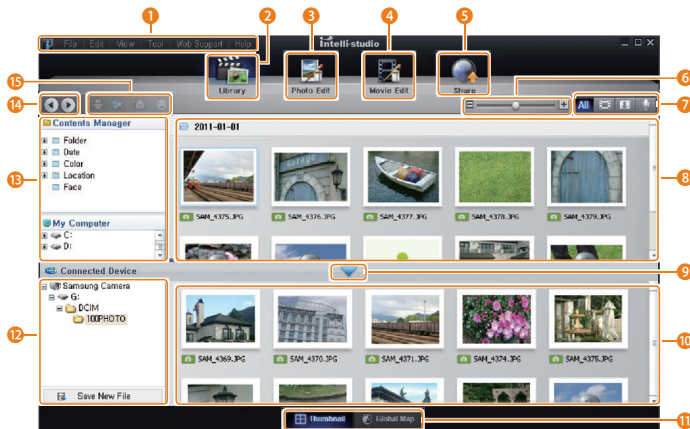 1 2 3 4 5
File Edit View Tool Web Support Help
intelli-studio
Library Photo Edit Movie Edit Share
15 6
14 All 7
Contents Manager
Folder
Date
Color
Location
Face
13
My Computer
C:
D:
2011-01-01
SAM_4375.JPG SAM_4376.JPG SAM_4377.JPG SAM_4378.JPG SAM_4379.JPG
8
Connected Device 9
Samsung Camera
G:
DCIM
100PHOTO
12
Save New File
SAM_4369.JPG SAM_4370.JPG SAM_4371.JPG SAM_4374.JPG SAM_4375.JPG
10
Thumbnail Global Map 11